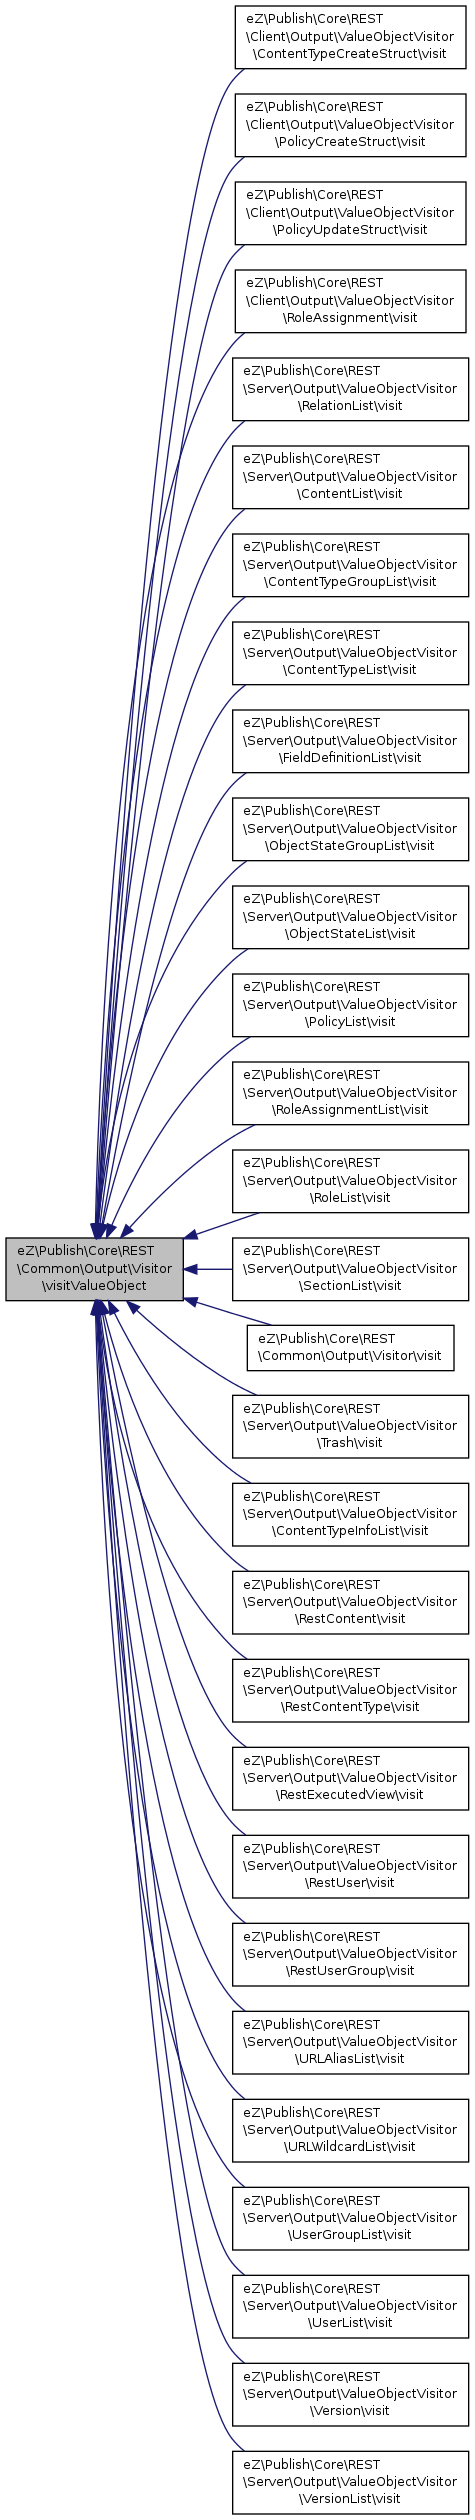 eZ\Publish\Core\REST
\Client\Output\ValueObjectVisitor
\ContentTypeCreateStruct\visit
eZ\Publish\Core\REST
\Client\Output\ValueObjectVisitor
\PolicyCreateStruct\visit
eZ\Publish\Core\REST
\Client\Output\ValueObjectVisitor
\PolicyUpdateStruct\visit
eZ\Publish\Core\REST
\Client\Output\ValueObjectVisitor
\RoleAssignment\visit
eZ\Publish\Core\REST
\Server\Output\ValueObjectVisitor
\RelationList\visit
eZ\Publish\Core\REST
\Server\Output\ValueObjectVisitor
\ContentList\visit
eZ\Publish\Core\REST
\Server\Output\ValueObjectVisitor
\ContentTypeGroupList\visit
eZ\Publish\Core\REST
\Server\Output\ValueObjectVisitor
\ContentTypeList\visit
eZ\Publish\Core\REST
\Server\Output\ValueObjectVisitor
\FieldDefinitionList\visit
eZ\Publish\Core\REST
\Server\Output\ValueObjectVisitor
\ObjectStateGroupList\visit
eZ\Publish\Core\REST
\Server\Output\ValueObjectVisitor
\ObjectStateList\visit
eZ\Publish\Core\REST
\Server\Output\ValueObjectVisitor
\PolicyList\visit
eZ\Publish\Core\REST
\Server\Output\ValueObjectVisitor
\RoleAssignmentList\visit
eZ\Publish\Core\REST
\Server\Output\ValueObjectVisitor
\RoleList\visit
eZ\Publish\Core\REST
\Common\Output\Visitor
\visitValueObject
eZ\Publish\Core\REST
\Server\Output\ValueObjectVisitor
\SectionList\visit
eZ\Publish\Core\REST
\Common\Output\Visitor\visit
eZ\Publish\Core\REST
\Server\Output\ValueObjectVisitor
\Trash\visit
eZ\Publish\Core\REST
\Server\Output\ValueObjectVisitor
\ContentTypeInfoList\visit
eZ\Publish\Core\REST
\Server\Output\ValueObjectVisitor
\RestContent\visit
eZ\Publish\Core\REST
\Server\Output\ValueObjectVisitor
\RestContentType\visit
eZ\Publish\Core\REST
\Server\Output\ValueObjectVisitor
\RestExecutedView\visit
eZ\Publish\Core\REST
\Server\Output\ValueObjectVisitor
\RestUser\visit
eZ\Publish\Core\REST
\Server\Output\ValueObjectVisitor
\RestUserGroup\visit
eZ\Publish\Core\REST
\Server\Output\ValueObjectVisitor
\URLAliasList\visit
eZ\Publish\Core\REST
\Server\Output\ValueObjectVisitor
\URLWildcardList\visit
eZ\Publish\Core\REST
\Server\Output\ValueObjectVisitor
\UserGroupList\visit
eZ\Publish\Core\REST
\Server\Output\ValueObjectVisitor
\UserList\visit
eZ\Publish\Core\REST
\Server\Output\ValueObjectVisitor
\Version\visit
eZ\Publish\Core\REST
\Server\Output\ValueObjectVisitor
\VersionList\visit